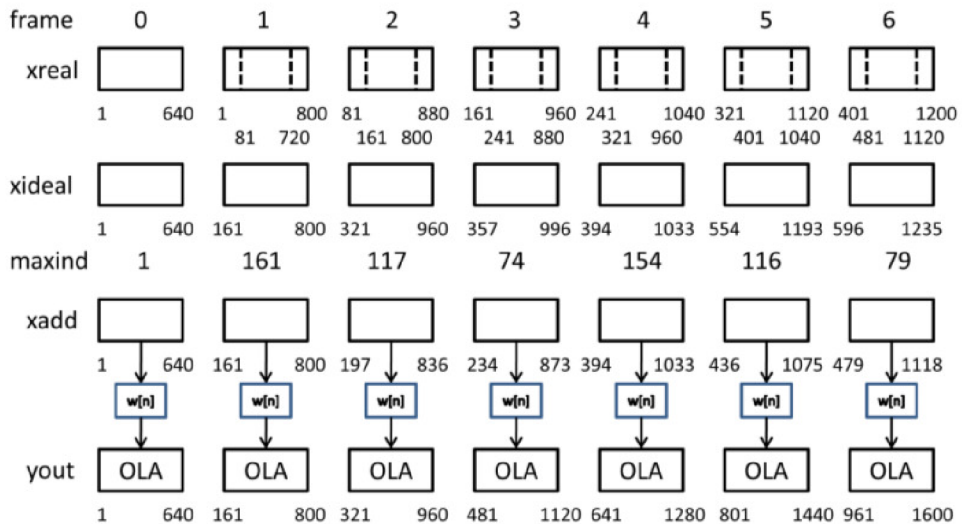 frame 0 1 2 3 4 5 6
xreal
1 640 1 800 81 880 161 960 241 1040 321 1120 401 1200
81 720 161 800 241 880 321 960 401 1040 481 1120
xideal
1 640 161 800 321 960 357 996 394 1033 554 1193 596 1235
maxind 1 161 117 74 154 116 79
xadd
1 640 161 800 197 836 234 873 394 1033 436 1075 479 1118
w[n] w[n] w[n] w[n] w[n] w[n] w[n]
yout OLA OLA OLA OLA OLA OLA OLA
1 640 161 800 321 960 481 1120 641 1280 801 1440 961 1600